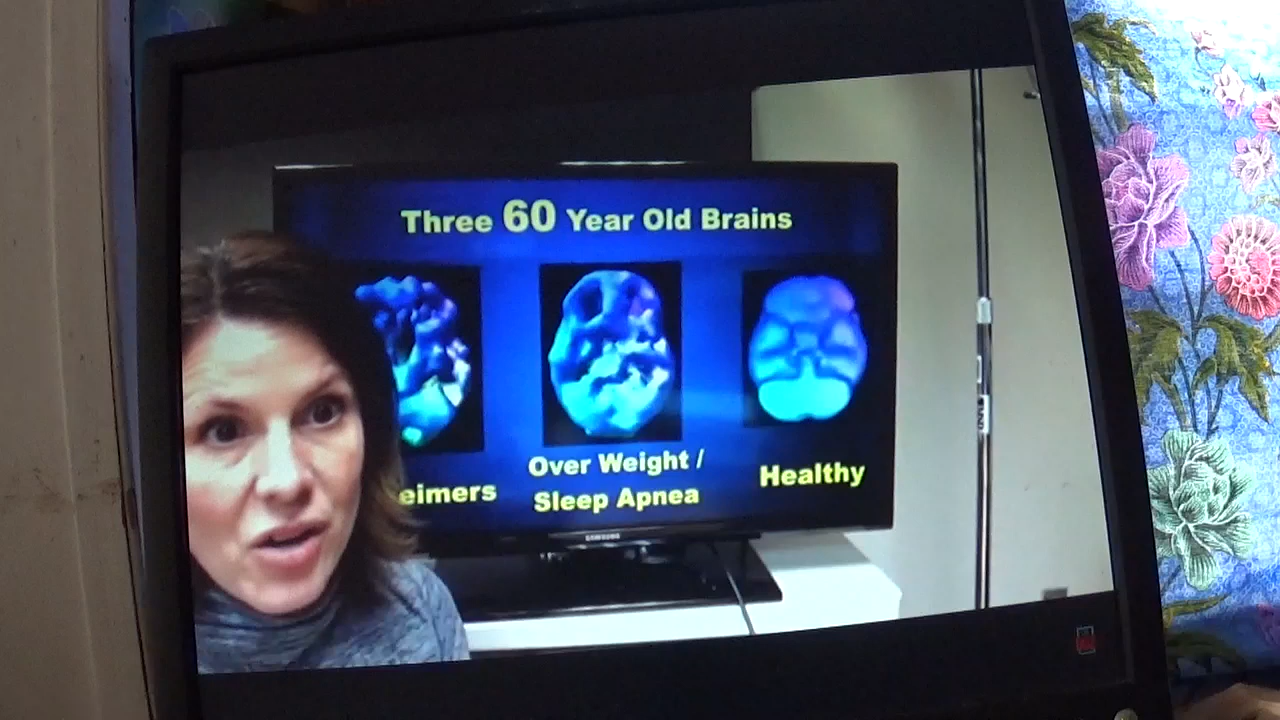 Three 60 Year Old Brains
eimers
Over Weight /
Sleep Apnea
Healthy
SAMSUNG